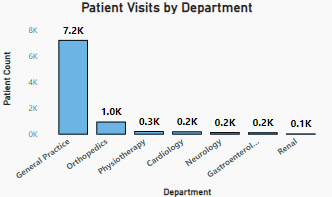 Patient Visits by Department
Patient Count
8K
6K
4K
2K
0K
7.2K
1.0K
0.3K
0.2K
0.2K
0.2K
0.1K
General Practice
Orthopedics
Physiotherapy
Cardiology
Neurology
Gastroenterol...
Renal
Department